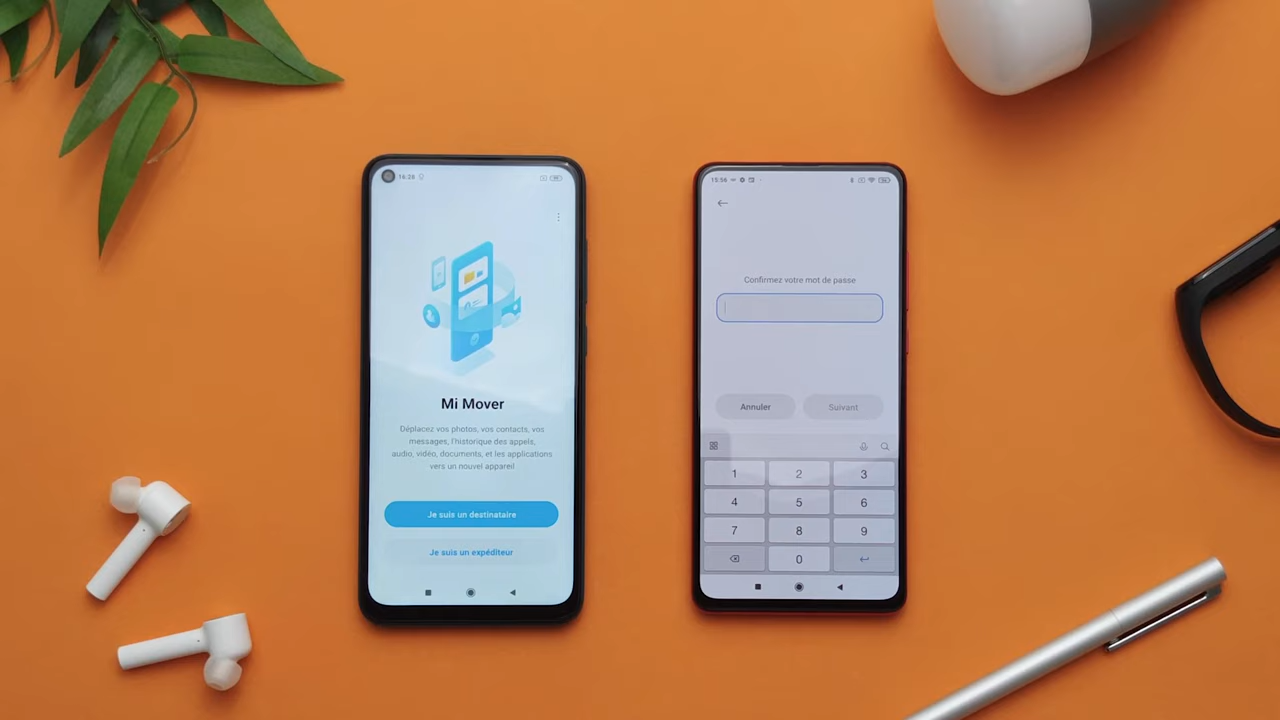 16:28
Mi Mover
Déplacez vos photos, vos contacts, vos
messages, l'historique des appels,
audio, vidéo, documents, et les applications
vers un nouvel appareil
Je suis un destinataire
Je suis un expéditeur
15:56
Confirmez votre mot de passe
Annuler Suivant
1 2 3
4 5 6
7 8 9
0